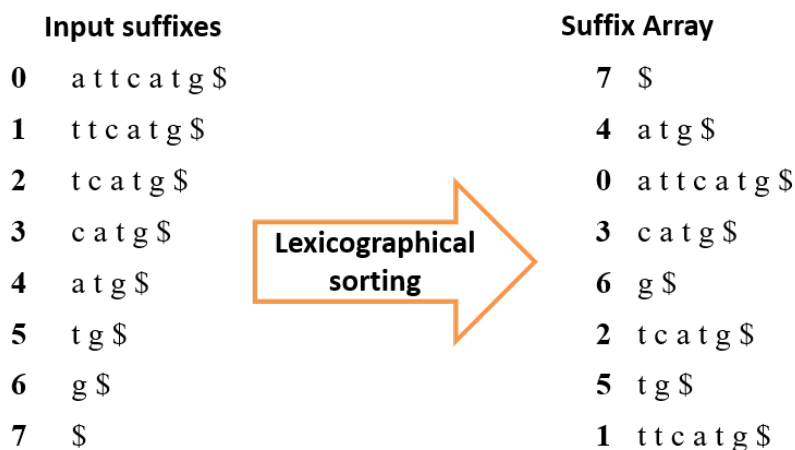 Input suffixes
0 a t t c a t g $
1 t t c a t g $
2 t c a t g $
3 c a t g $
4 a t g $
5 t g $
6 g $
7 $
Lexicographical
sorting
Suffix Array
7 $
4 a t g $
0 a t t c a t g $
3 c a t g $
6 g $
2 t c a t g $
5 t g $
1 t t c a t g $